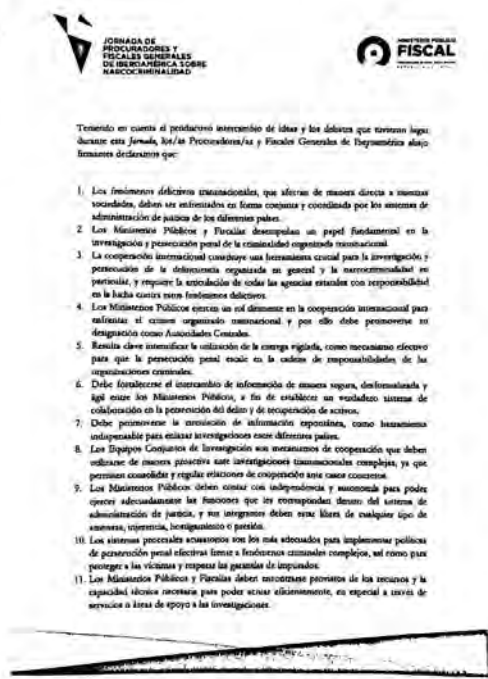 JORNADA DE
PROCURADORES Y
FISCALES GENERALES
DE IBEROAMÉRICA SOBRE
NARCOCRIMINALIDAD
MINISTERIO PÚBLICO
FISCAL
Teniendo en cuenta el productivo intercambio de ideas y los debates que tuvieron lugar
durante esta Jornada, los/as Procuradores/as y Fiscales Generales de Iberoamérica abajo
firmantes declaramos que:
1. Los fenómenos delictivos transnacionales, que afectan de manera directa a nuestras
sociedades, deben ser enfrentados en forma conjunta y coordinada por los sistemas de
administración de justicia de los diferentes países.
2. Los Ministerios Públicos y Fiscalías desempeñan un papel fundamental en la
investigación y persecución penal de la criminalidad organizada transnacional.
3. La cooperación internacional constituye una herramienta crucial para la investigación y
persecución de la delincuencia organizada en general y la narcocriminalidad en
particular, y requiere la articulación de todas las agencias estatales con responsabilidad
en la lucha contra estos fenómenos delictivos.
4. Los Ministerios Públicos ejercen un rol dirimente en la cooperación internacional para
enfrentar el crimen organizado transnacional y por ello debe promoverse su
designación como Autoridades Centrales.
5. Resulta clave intensificar la utilización de la entrega vigilada, como mecanismo efectivo
para que la persecución penal escale en la cadena de responsabilidades de las
organizaciones criminales.
6. Debe fortalecerse el intercambio de información de manera segura, desformalizada y
ágil entre los Ministerios Públicos, a fin de establecer un verdadero sistema de
colaboración en la persecución del delito y de recuperación de activos.
7. Debe promoverse la remisión de información espontánea, como herramienta
indispensable para enlazar investigaciones entre diferentes países.
8. Los Equipos Conjuntos de Investigación son mecanismos de cooperación que deben
utilizarse de manera proactiva ante investigaciones transnacionales complejas, ya que
permiten consolidar y regular relaciones de cooperación ante casos concretos.
9. Los Ministerios Públicos deben contar con independencia y autonomía para poder
ejercer adecuadamente las funciones que les corresponden dentro del sistema de
administración de justicia, y sus integrantes deben estar libres de cualquier tipo de
amenaza, injerencia, hostigamiento o presión.
10. Los sistemas procesales acusatorios son los más adecuados para implementar políticas
de persecución penal efectivas frente a fenómenos criminales complejos, así como para
proteger a las víctimas y respetar las garantías de imputados.
11. Los Ministerios Públicos y Fiscalías deben encontrarse provistos de los recursos y la
capacidad técnica necesaria para poder actuar eficientemente, en especial a través de
servicios o áreas de apoyo a las investigaciones.